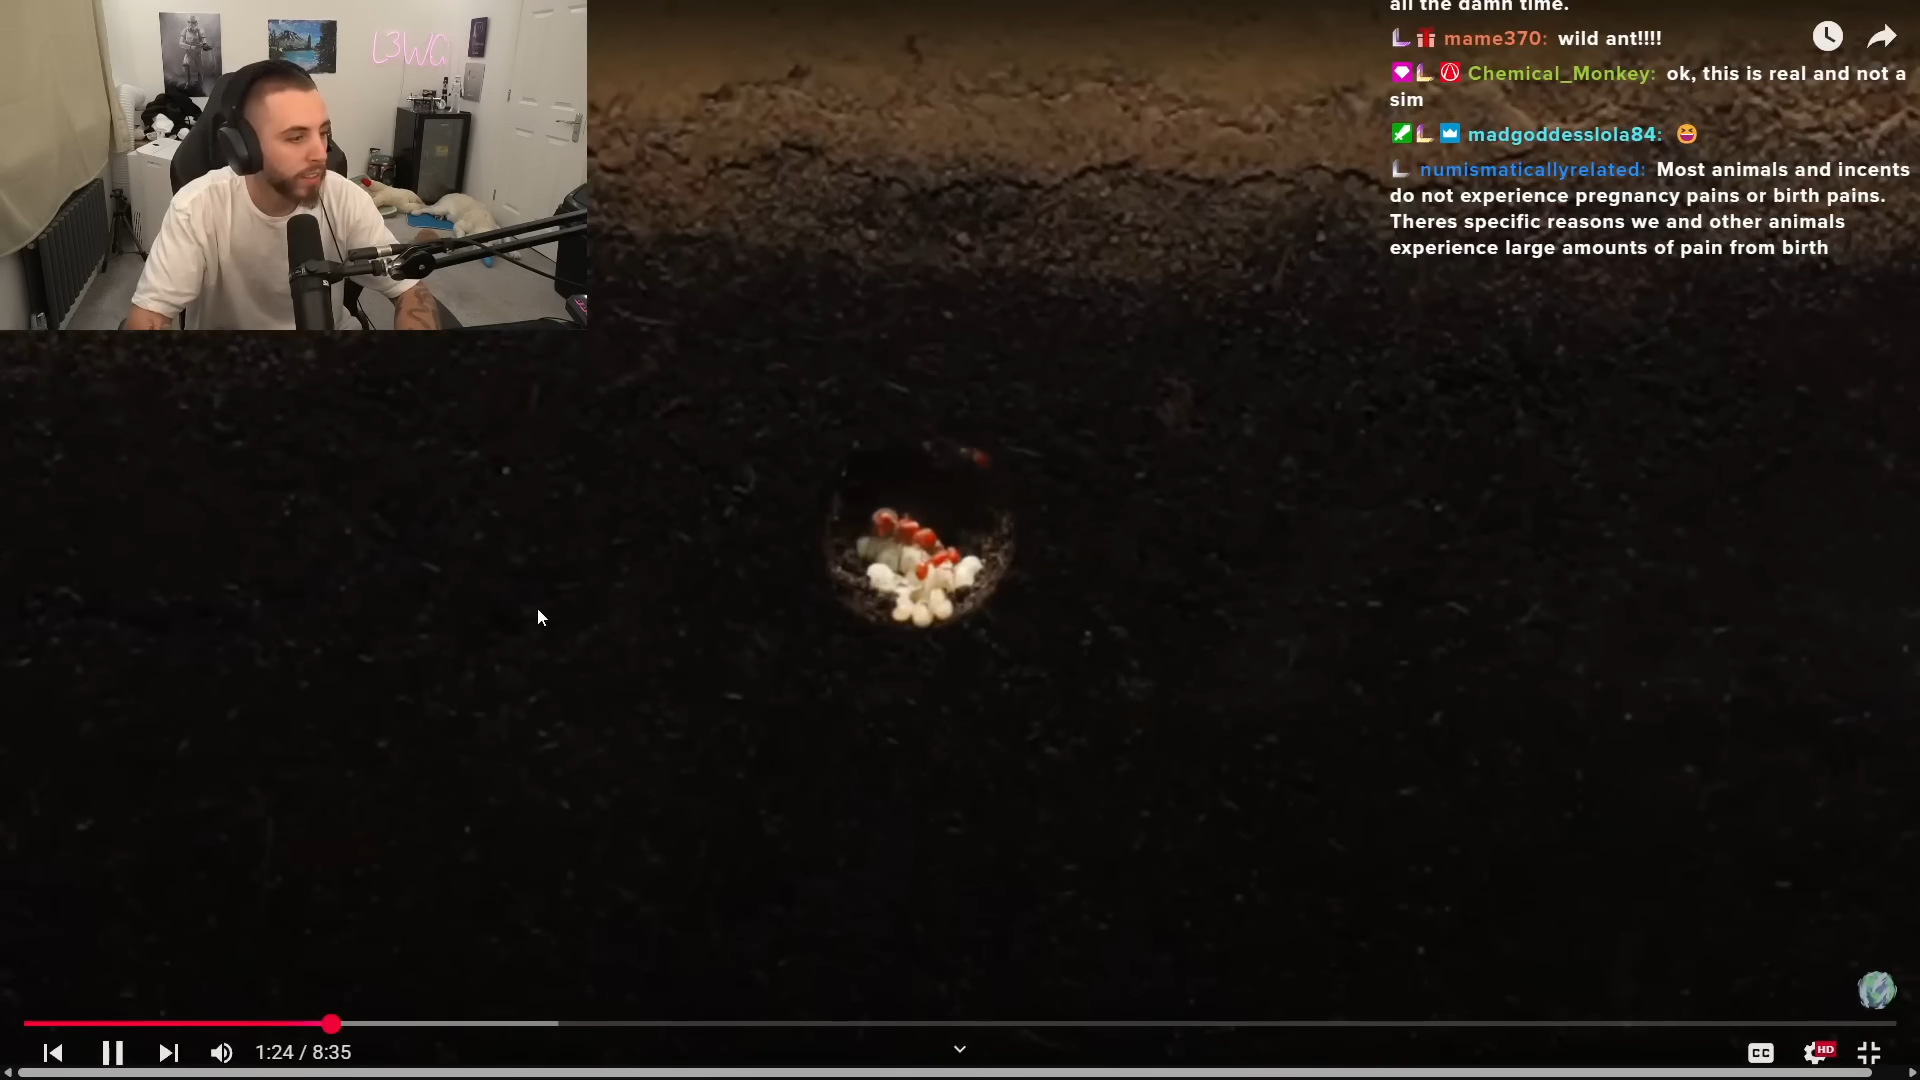 L3WG
all the damn time.
mame370: wild ant!!!!
Chemical_Monkey: ok, this is real and not a
sim
madgoddesslola84: 😆
numismaticallyrelated: Most animals and incents
do not experience pregnancy pains or birth pains.
Theres specific reasons we and other animals
experience large amounts of pain from birth
1:24 / 8:35
CC
HD